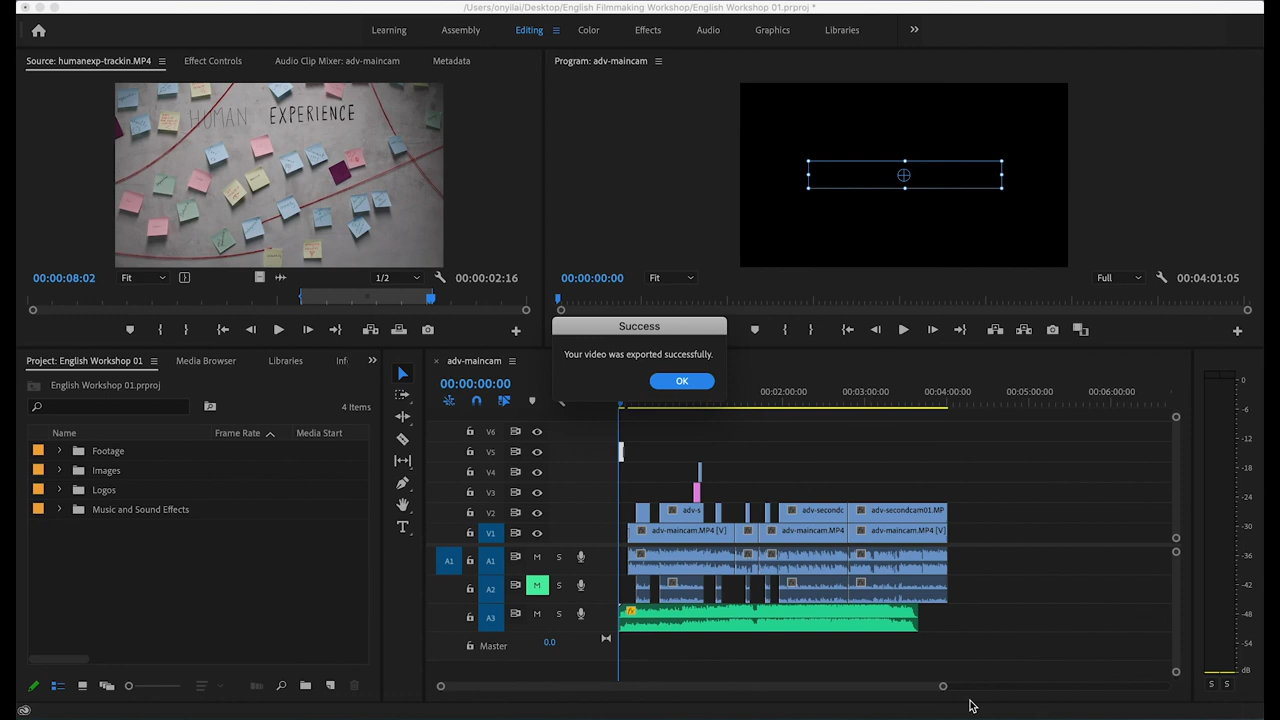 /Users/onyilai/Desktop/English Filmmaking Workshop/English Workshop 01.prproj *
Learning Assembly Editing Color Effects Audio Graphics Libraries
Source: humanexp-trackin.MP4 Effect Controls Audio Clip Mixer: adv-maincam Metadata
Program: adv-maincam
HUMAN EXPERIENCE
00:00:08:02 Fit 1/2 00:00:02:16
00:00:00:00 Fit Full 00:04:01:05
Success
Your video was exported successfully.
OK
Project: English Workshop 01 Media Browser Libraries Inf
English Workshop 01.prproj
4 Items
Name Frame Rate Media Start
Footage
Images
Logos
Music and Sound Effects
adv-maincam
00:00:00:00
00:02:00:00 00:03:00:00 00:04:00:00 00:05:00:00 00:06:00:00
V6
V5
V4
V3
V2 adv-s adv-secondc adv-secondcam01.MP
V1 adv-maincam.MP4 [V] adv-maincam.MP4 adv-maincam.MP4 [V]
A1 A1 M S
A2 M S
A3 M S
Master 0.0
0
-6
-12
-18
-24
-30
-36
-42
-48
-54
dB
S S